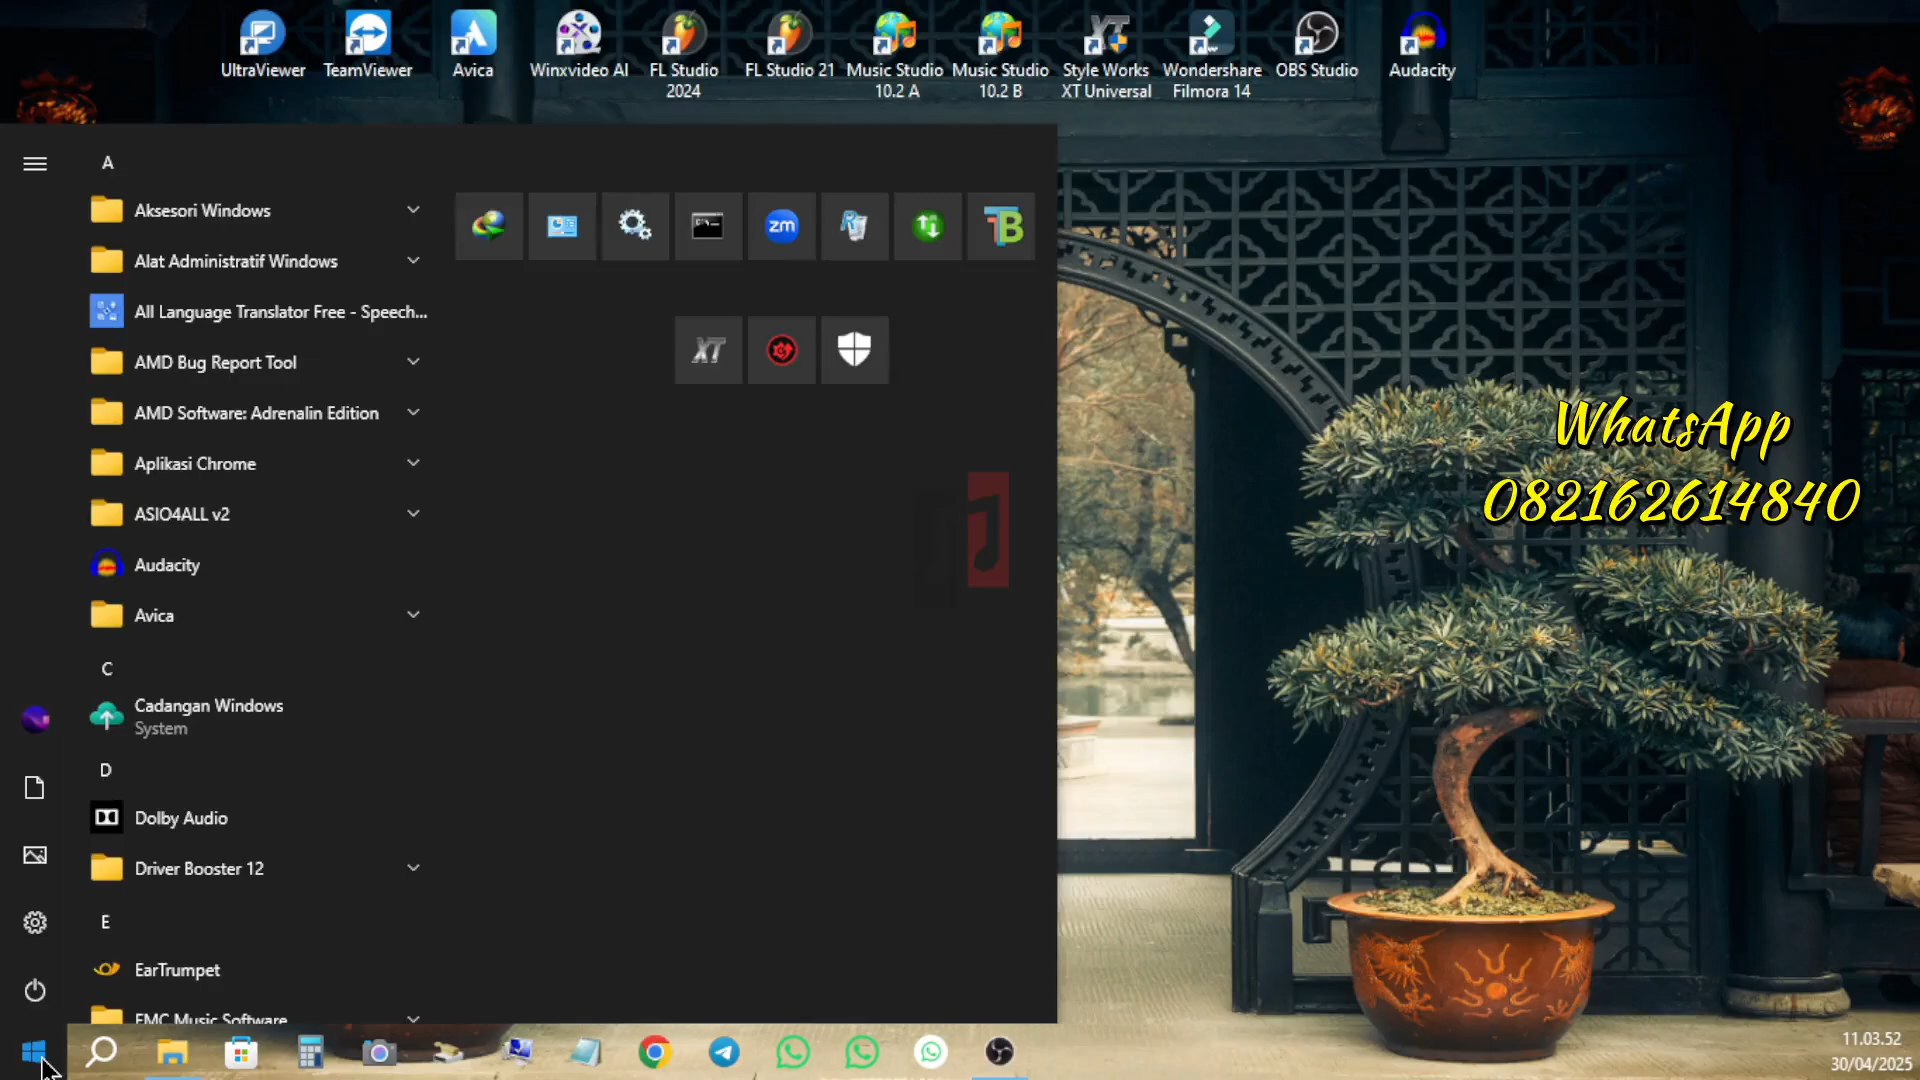 UltraViewer
TeamViewer
Avica
Winxvideo AI
FL Studio
2024
FL Studio 21
Music Studio
10.2 A
Music Studio
10.2 B
Style Works
XT Universal
Wondershare
Filmora 14
OBS Studio
Audacity
A
Aksesori Windows
Alat Administratif Windows
All Language Translator Free - Speech...
AMD Bug Report Tool
AMD Software: Adrenalin Edition
Aplikasi Chrome
ASIO4ALL v2
Audacity
Avica
C
Cadangan Windows
System
D
Dolby Audio
Driver Booster 12
E
EarTrumpet
EMC Music Software
zm
TB
XT
WhatsApp
082162614840
11.03.52
30/04/2025